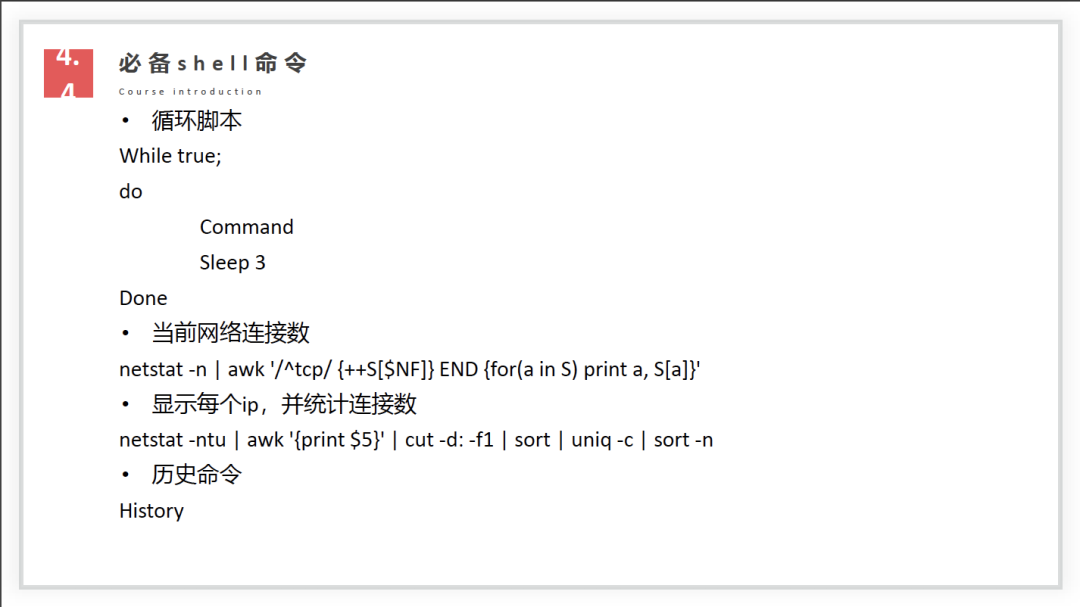 4.
4
必备shell命令
Course introduction
• 循环脚本
While true;
do
Command
Sleep 3
Done
• 当前网络连接数
netstat -n | awk '/^tcp/ {++S[$NF]} END {for(a in S) print a, S[a]}'
• 显示每个ip，并统计连接数
netstat -ntu | awk '{print $5}' | cut -d: -f1 | sort | uniq -c | sort -n
• 历史命令
History